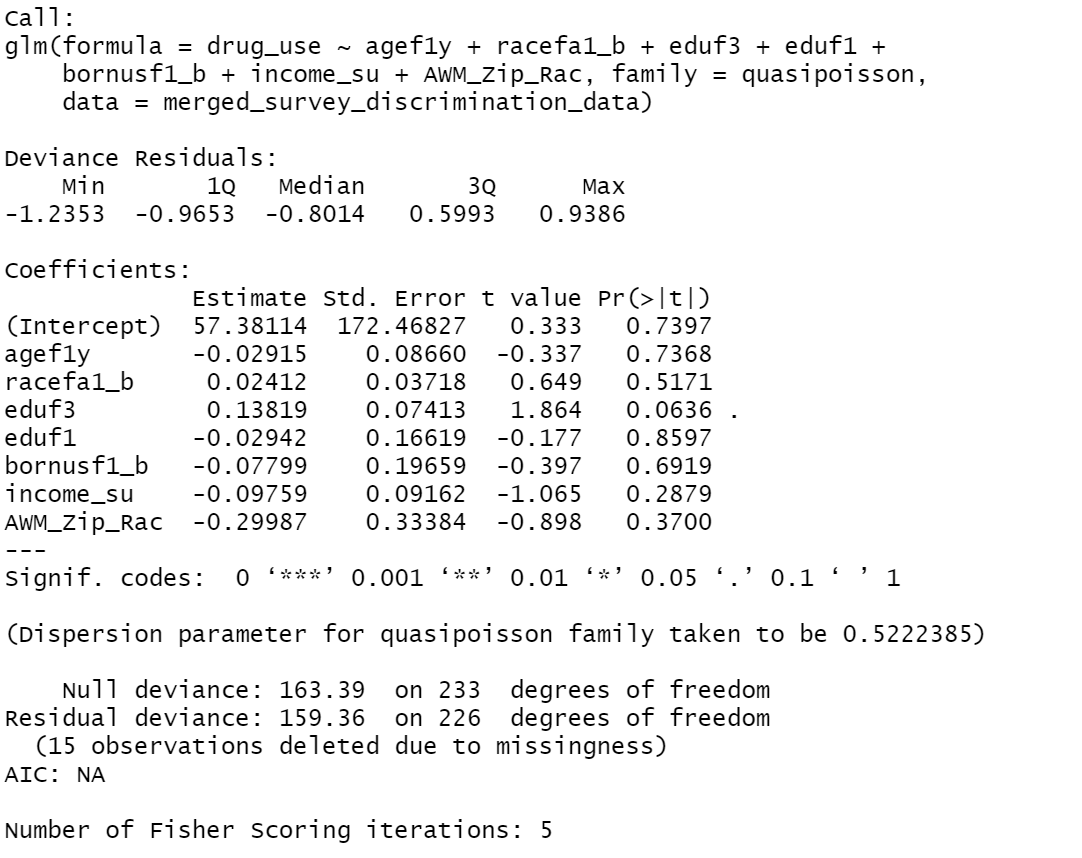 Call:
glm(formula = drug_use ~ agef1y + racefa1_b + eduf3 + eduf1 +
    bornusf1_b + income_su + AWM_Zip_Rac, family = quasipoisson,
    data = merged_survey_discrimination_data)

Deviance Residuals:
    Min       1Q   Median       3Q      Max
-1.2353  -0.9653  -0.8014   0.5993   0.9386

Coefficients:
             Estimate Std. Error t value Pr(>|t|)
(Intercept)  57.38114  172.46827   0.333   0.7397
agef1y       -0.02915    0.08660  -0.337   0.7368
racefa1_b     0.02412    0.03718   0.649   0.5171
eduf3         0.13819    0.07413   1.864   0.0636 .
eduf1        -0.02942    0.16619  -0.177   0.8597
bornusf1_b   -0.07799    0.19659  -0.397   0.6919
income_su    -0.09759    0.09162  -1.065   0.2879
AWM_Zip_Rac  -0.29987    0.33384  -0.898   0.3700
---
Signif. codes:  0 ‘***’ 0.001 ‘**’ 0.01 ‘*’ 0.05 ‘.’ 0.1 ‘ ’ 1

(Dispersion parameter for quasipoisson family taken to be 0.5222385)

    Null deviance: 163.39  on 233  degrees of freedom
Residual deviance: 159.36  on 226  degrees of freedom
  (15 observations deleted due to missingness)
AIC: NA

Number of Fisher Scoring iterations: 5